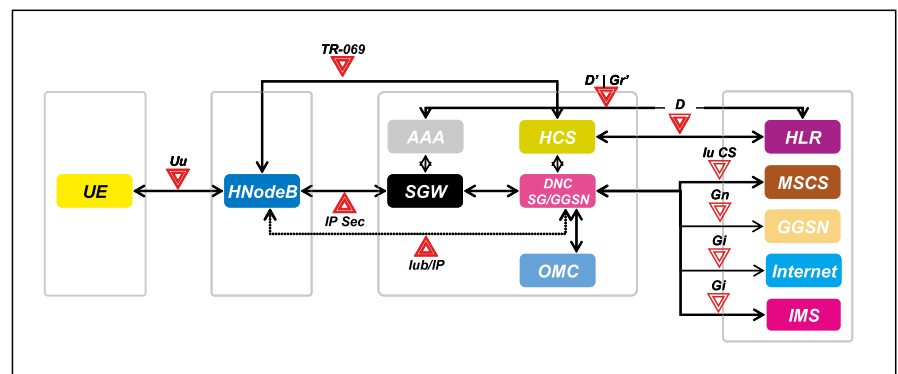 TR-069
D' | Gr'
D
AAA
HCS
HLR
Iu CS
Uu
UE
HNodeB
SGW
DNC
SG/GGSN
MSCS
Gn
IP Sec
GGSN
Iub/IP
Gi
OMC
Internet
Gi
IMS